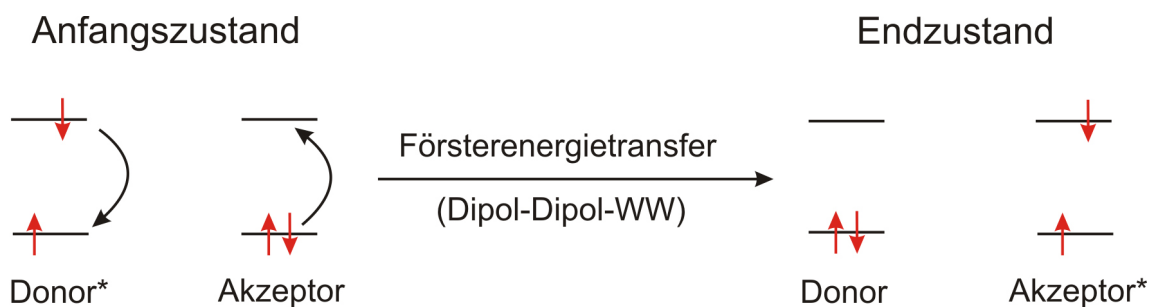 Anfangszustand
Endzustand
Försterenergietransfer
(Dipol-Dipol-WW)
Donor*
Akzeptor
Donor
Akzeptor*